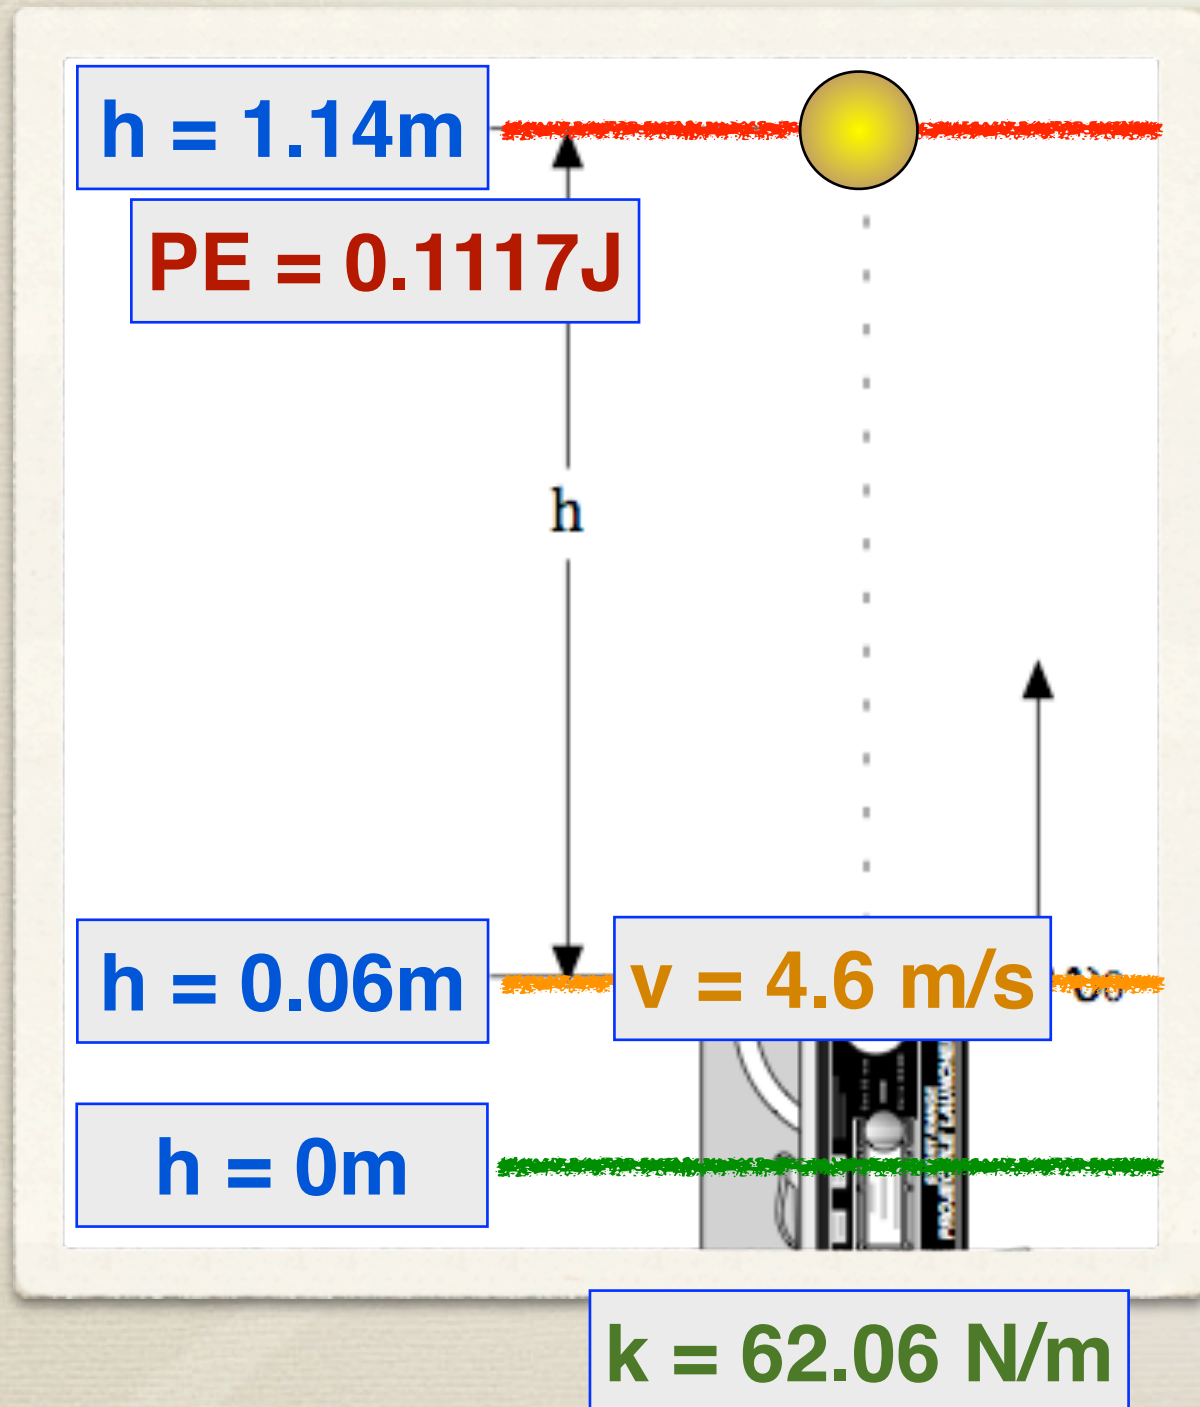 h = 1.14m
PE = 0.1117J
h
h = 0.06m
v = 4.6 m/s
h = 0m
k = 62.06 N/m